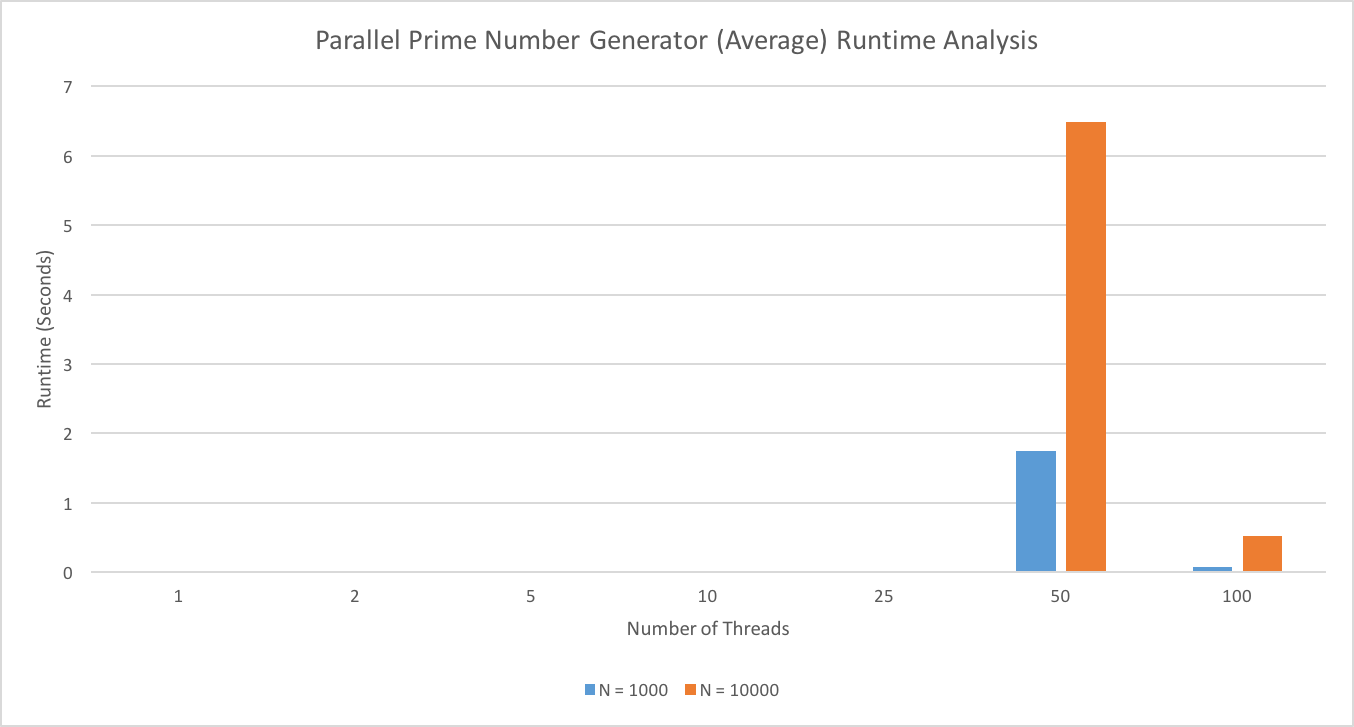 Parallel Prime Number Generator (Average) Runtime Analysis
7
6
5
4
3
2
1
0
Runtime (Seconds)
1 2 5 10 25 50 100
Number of Threads
N = 1000 N = 10000